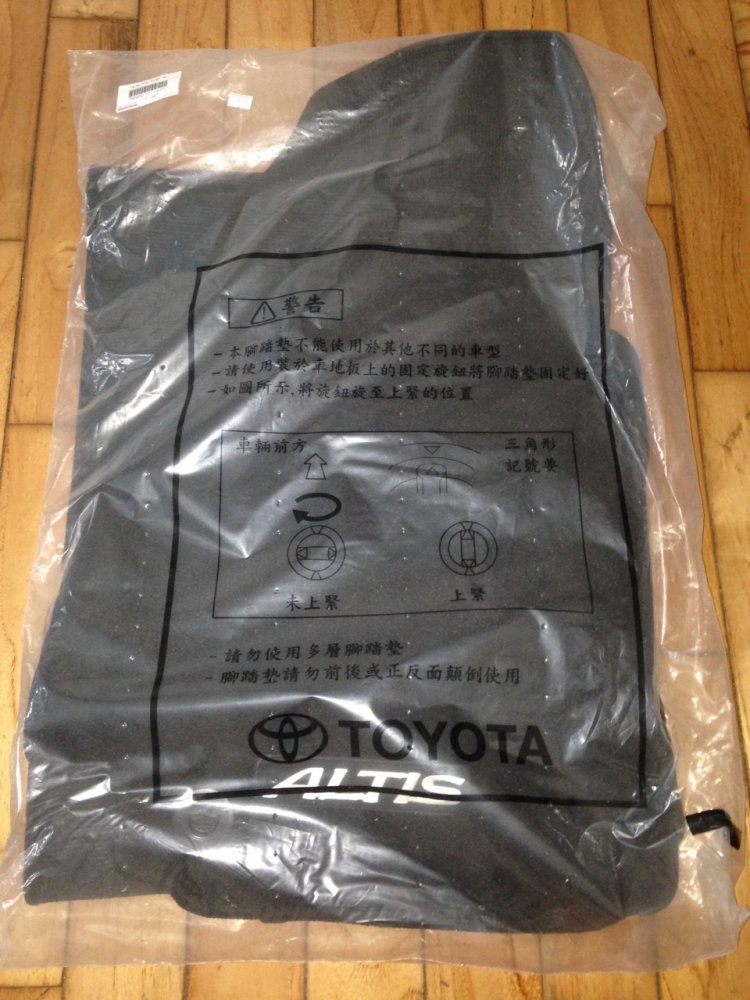 警告
- 本腳踏墊不能使用於其他不同的車型
- 請使用裝於車地板上的固定旋鈕將腳踏墊固定好
- 如圖所示,將旋鈕旋至上緊的位置
車輛前方
三角形
記號要
未上緊
上緊
- 請勿使用多層腳踏墊
- 腳踏墊請勿前後或正反面顛倒使用
TOYOTA
ALTIS